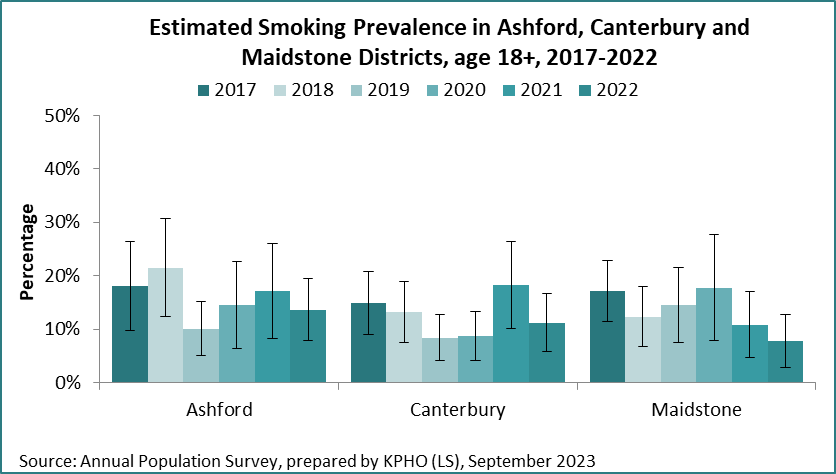 Estimated Smoking Prevalence in Ashford, Canterbury and
Maidstone Districts, age 18+, 2017-2022
2017 2018 2019 2020 2021 2022
Percentage
50%
40%
30%
20%
10%
0%
Ashford Canterbury Maidstone
Source: Annual Population Survey, prepared by KPHO (LS), September 2023